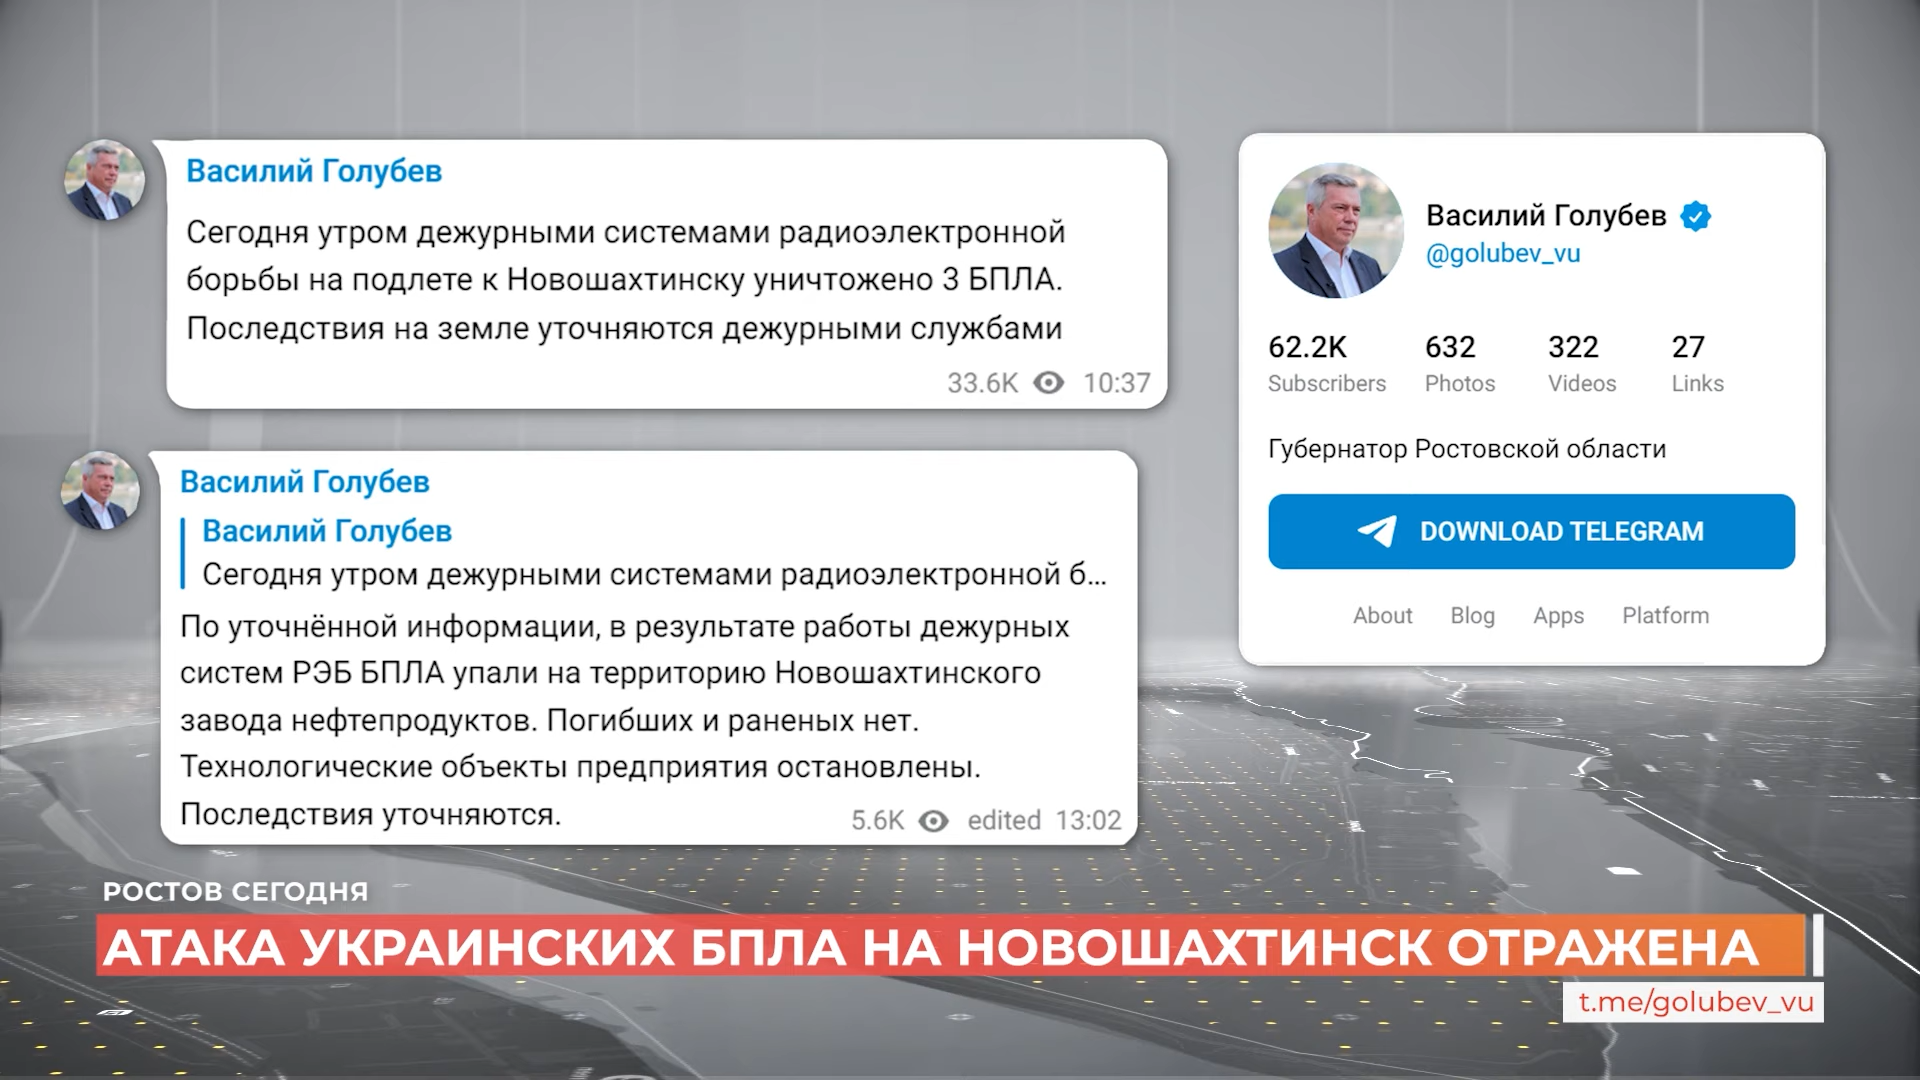 Василий Голубев
Сегодня утром дежурными системами радиоэлектронной
борьбы на подлете к Новошахтинску уничтожено 3 БПЛА.
Последствия на земле уточняются дежурными службами
33.6K 10:37
Василий Голубев
Василий Голубев
Сегодня утром дежурными системами радиоэлектронной б...
По уточнённой информации, в результате работы дежурных
систем РЭБ БПЛА упали на территорию Новошахтинского
завода нефтепродуктов. Погибших и раненых нет.
Технологические объекты предприятия остановлены.
Последствия уточняются.
5.6K edited 13:02
Василий Голубев
@golubev_vu
62.2K 632 322 27
Subscribers Photos Videos Links
Губернатор Ростовской области
DOWNLOAD TELEGRAM
About Blog Apps Platform
РОСТОВ СЕГОДНЯ
АТАКА УКРАИНСКИХ БПЛА НА НОВОШАХТИНСК ОТРАЖЕНА
t.me/golubev_vu